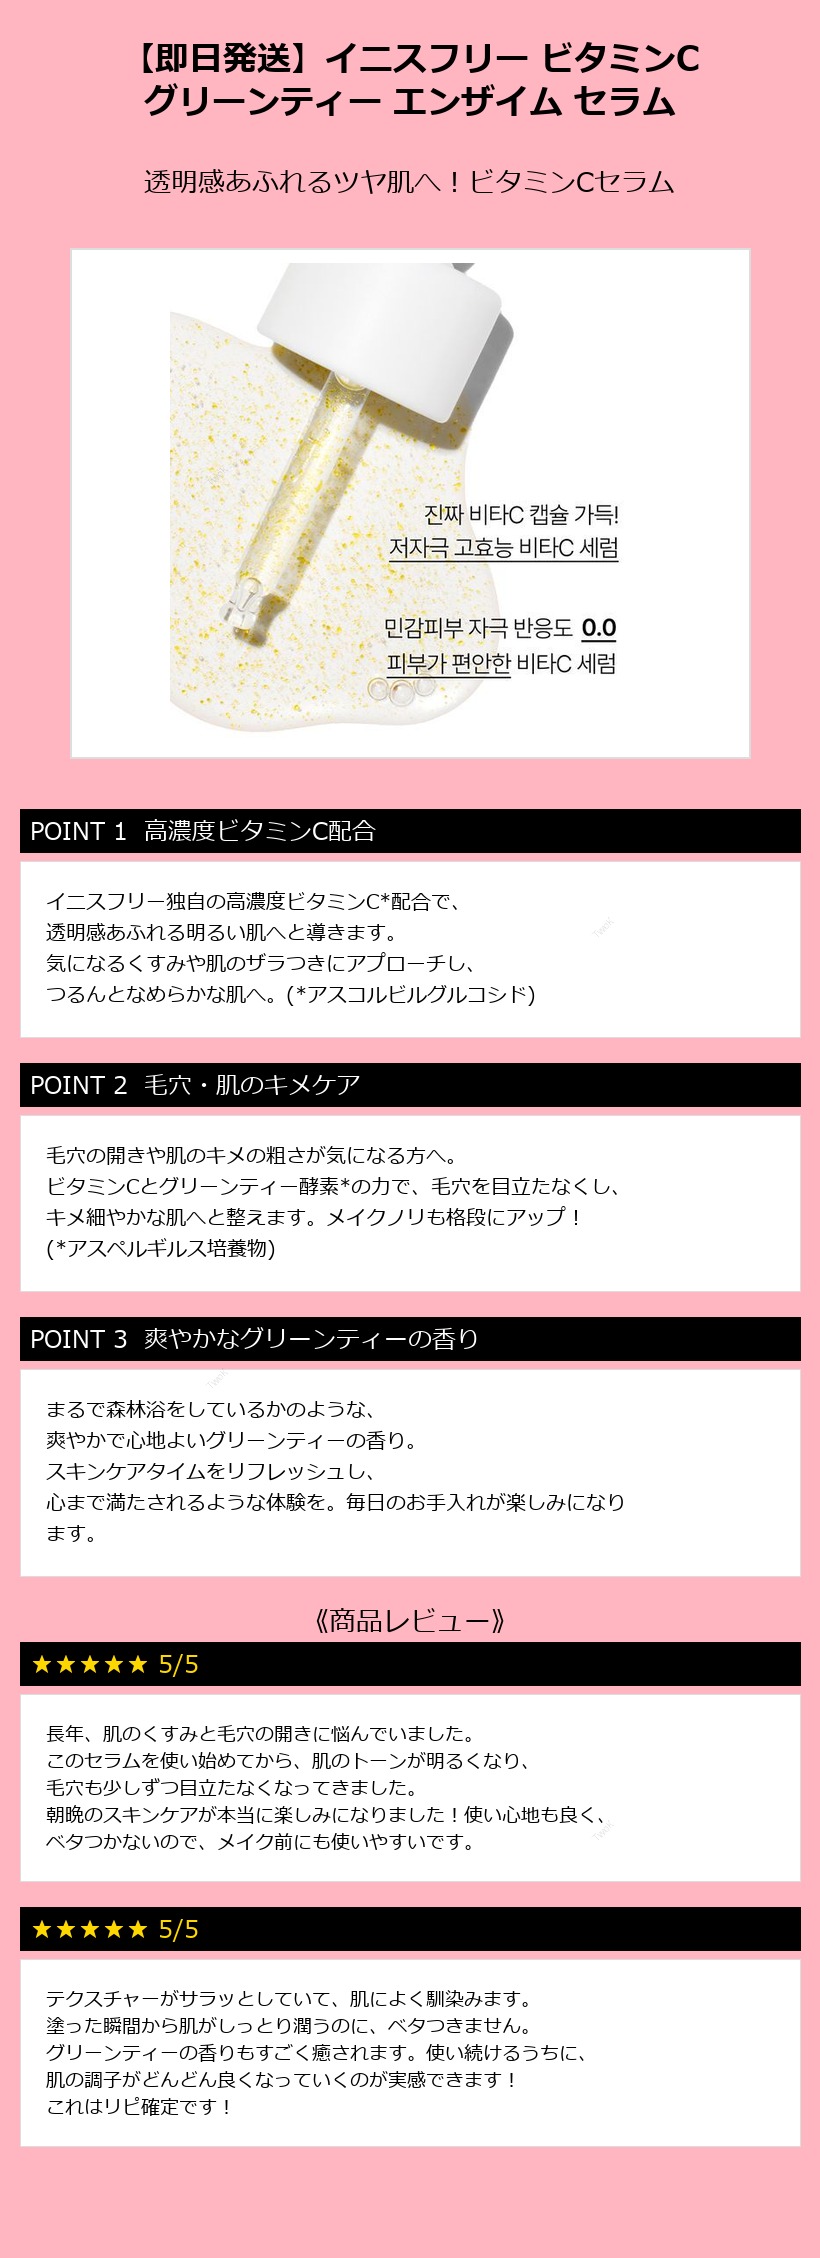 【即日発送】イニスフリー ビタミンC
グリーンティー エンザイム セラム
透明感あふれるツヤ肌へ！ビタミンCセラム
진짜 비타C 캡슐 가득!
저자극 고효능 비타C 세럼
민감피부 자극 반응도 0.0
피부가 편안한 비타C 세럼
POINT 1 高濃度ビタミンC配合
イニスフリー独自の高濃度ビタミンC*配合で、
透明感あふれる明るい肌へと導きます。
気になるくすみや肌のザラつきにアプローチし、
つるんとなめらかな肌へ。(*アスコルビルグルコシド)
POINT 2 毛穴・肌のキメケア
毛穴の開きや肌のキメの粗さが気になる方へ。
ビタミンCとグリーンティー酵素*の力で、毛穴を目立たなくし、
キメ細やかな肌へと整えます。メイクノリも格段にアップ！
(*アスペルギルス培養物)
POINT 3 爽やかなグリーンティーの香り
まるで森林浴をしているかのような、
爽やかで心地よいグリーンティーの香り。
スキンケアタイムをリフレッシュし、
心まで満たされるような体験を。毎日のお手入れが楽しみになり
ます。
《商品レビュー》
★★★★★ 5/5
長年、肌のくすみと毛穴の開きに悩んでいました。
このセラムを使い始めてから、肌のトーンが明るくなり、
毛穴も少しずつ目立たなくなってきました。
朝晩のスキンケアが本当に楽しみになりました！使い心地も良く、
ベタつかないので、メイク前にも使いやすいです。
★★★★★ 5/5
テクスチャーがサラッとしていて、肌によく馴染みます。
塗った瞬間から肌がしっとり潤うのに、ベタつきません。
グリーンティーの香りもすごく癒されます。使い続けるうちに、
肌の調子がどんどん良くなっていくのが実感できます！
これはリピ確定です！